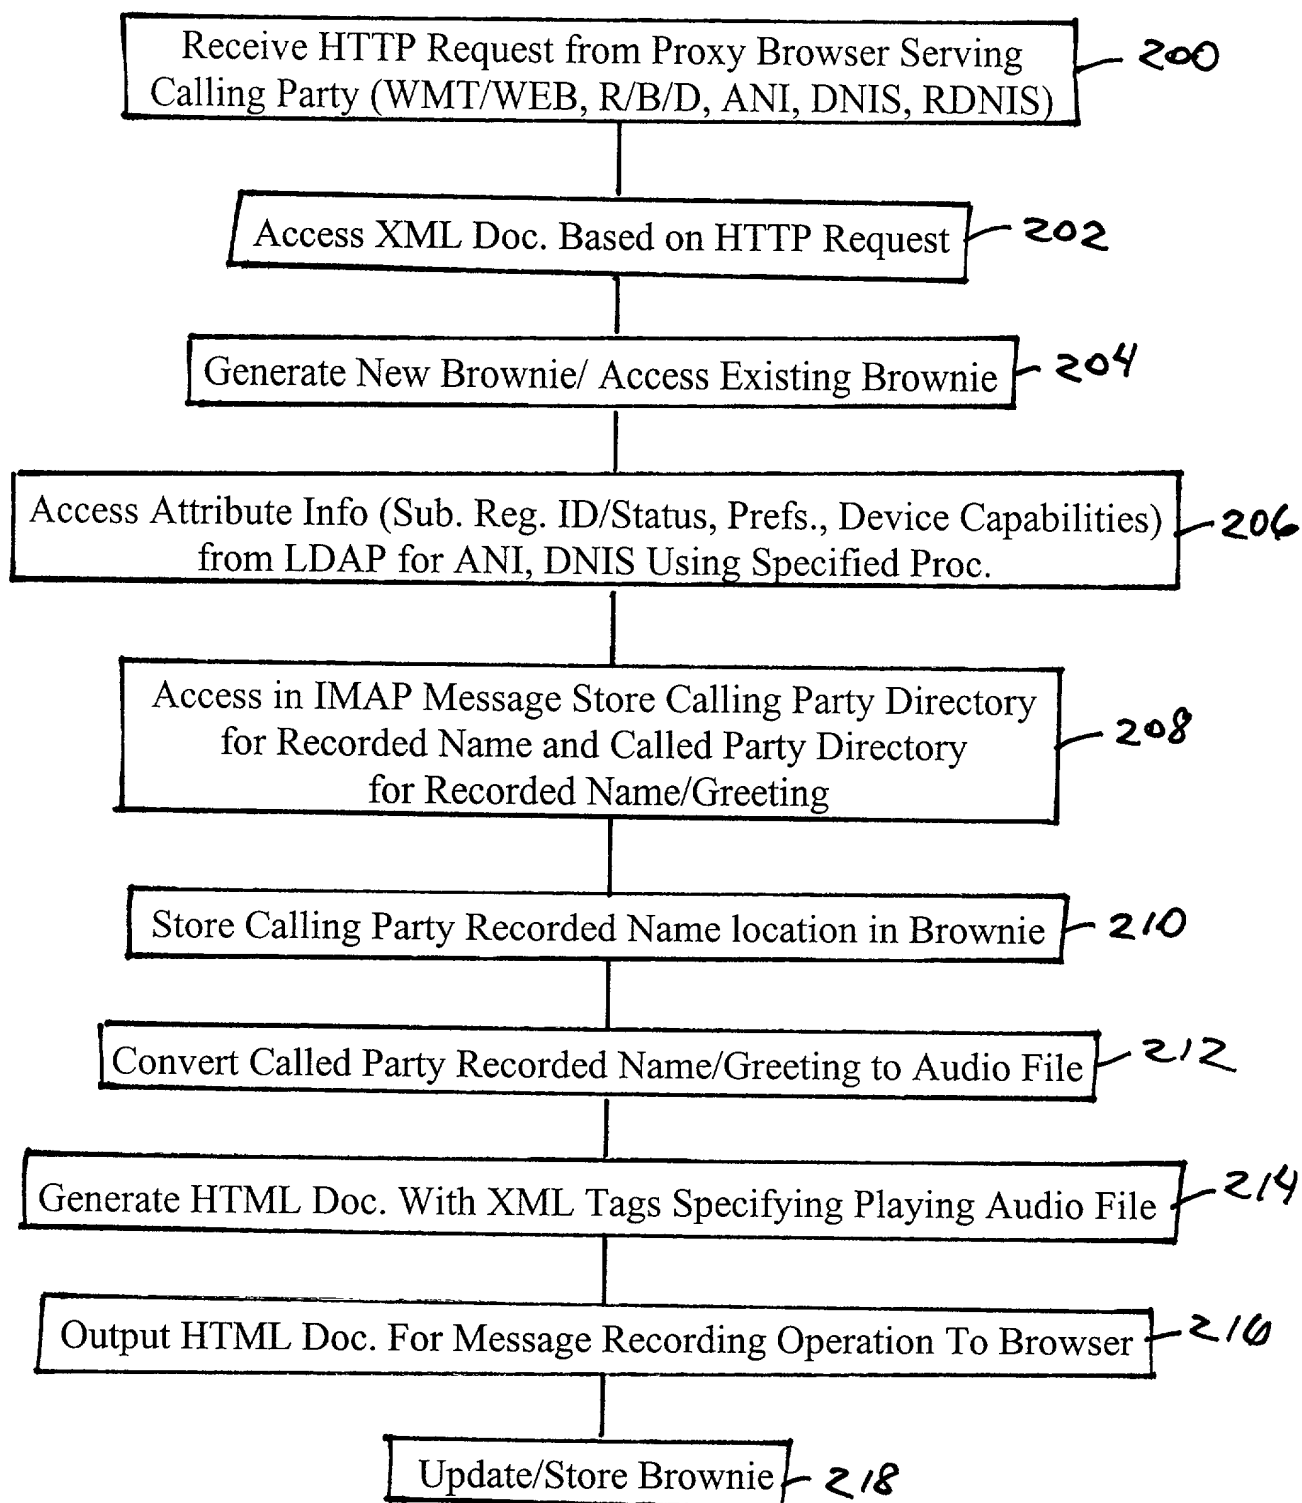 Receive HTTP Request from Proxy Browser Serving
Calling Party (WMT/WEB, R/B/D, ANI, DNIS, RDNIS)
200
Access XML Doc. Based on HTTP Request
202
Generate New Brownie/ Access Existing Brownie
204
Access Attribute Info (Sub. Reg. ID/Status, Prefs., Device Capabilities)
from LDAP for ANI, DNIS Using Specified Proc.
206
Access in IMAP Message Store Calling Party Directory
for Recorded Name and Called Party Directory
for Recorded Name/Greeting
208
Store Calling Party Recorded Name location in Brownie
210
Convert Called Party Recorded Name/Greeting to Audio File
212
Generate HTML Doc. With XML Tags Specifying Playing Audio File
214
Output HTML Doc. For Message Recording Operation To Browser
216
Update/Store Brownie
218